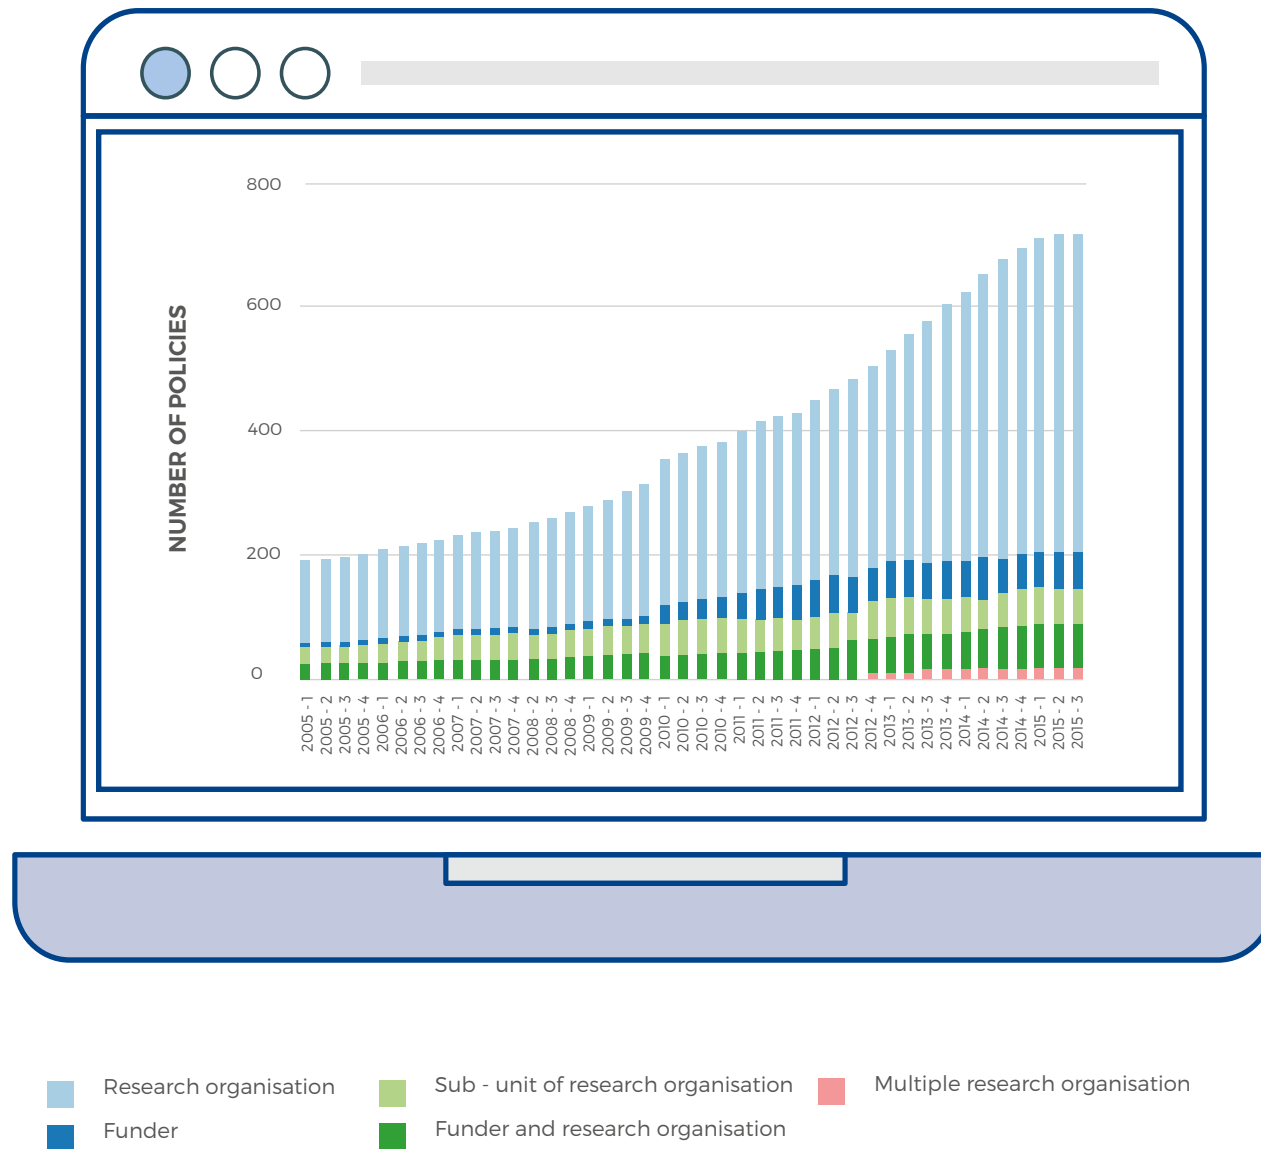 800
600
400
200
0
NUMBER OF POLICIES
2005 - 1
2005 - 2
2005 - 3
2005 - 4
2006 - 1
2006 - 2
2006 - 3
2006 - 4
2007 - 1
2007 - 2
2007 - 3
2007 - 4
2008 - 2
2008 - 3
2008 - 4
2009 - 1
2009 - 2
2009 - 3
2009 - 4
2010 - 1
2010 - 2
2010 - 3
2010 - 4
2011 - 1
2011 - 2
2011 - 3
2011 - 4
2012 - 1
2012 - 2
2012 - 3
2012 - 4
2013 - 1
2013 - 2
2013 - 3
2013 - 4
2014 - 1
2014 - 2
2014 - 3
2014 - 4
2015 - 1
2015 - 2
2015 - 3
Research organisation
Sub - unit of research organisation
Multiple research organisation
Funder
Funder and research organisation